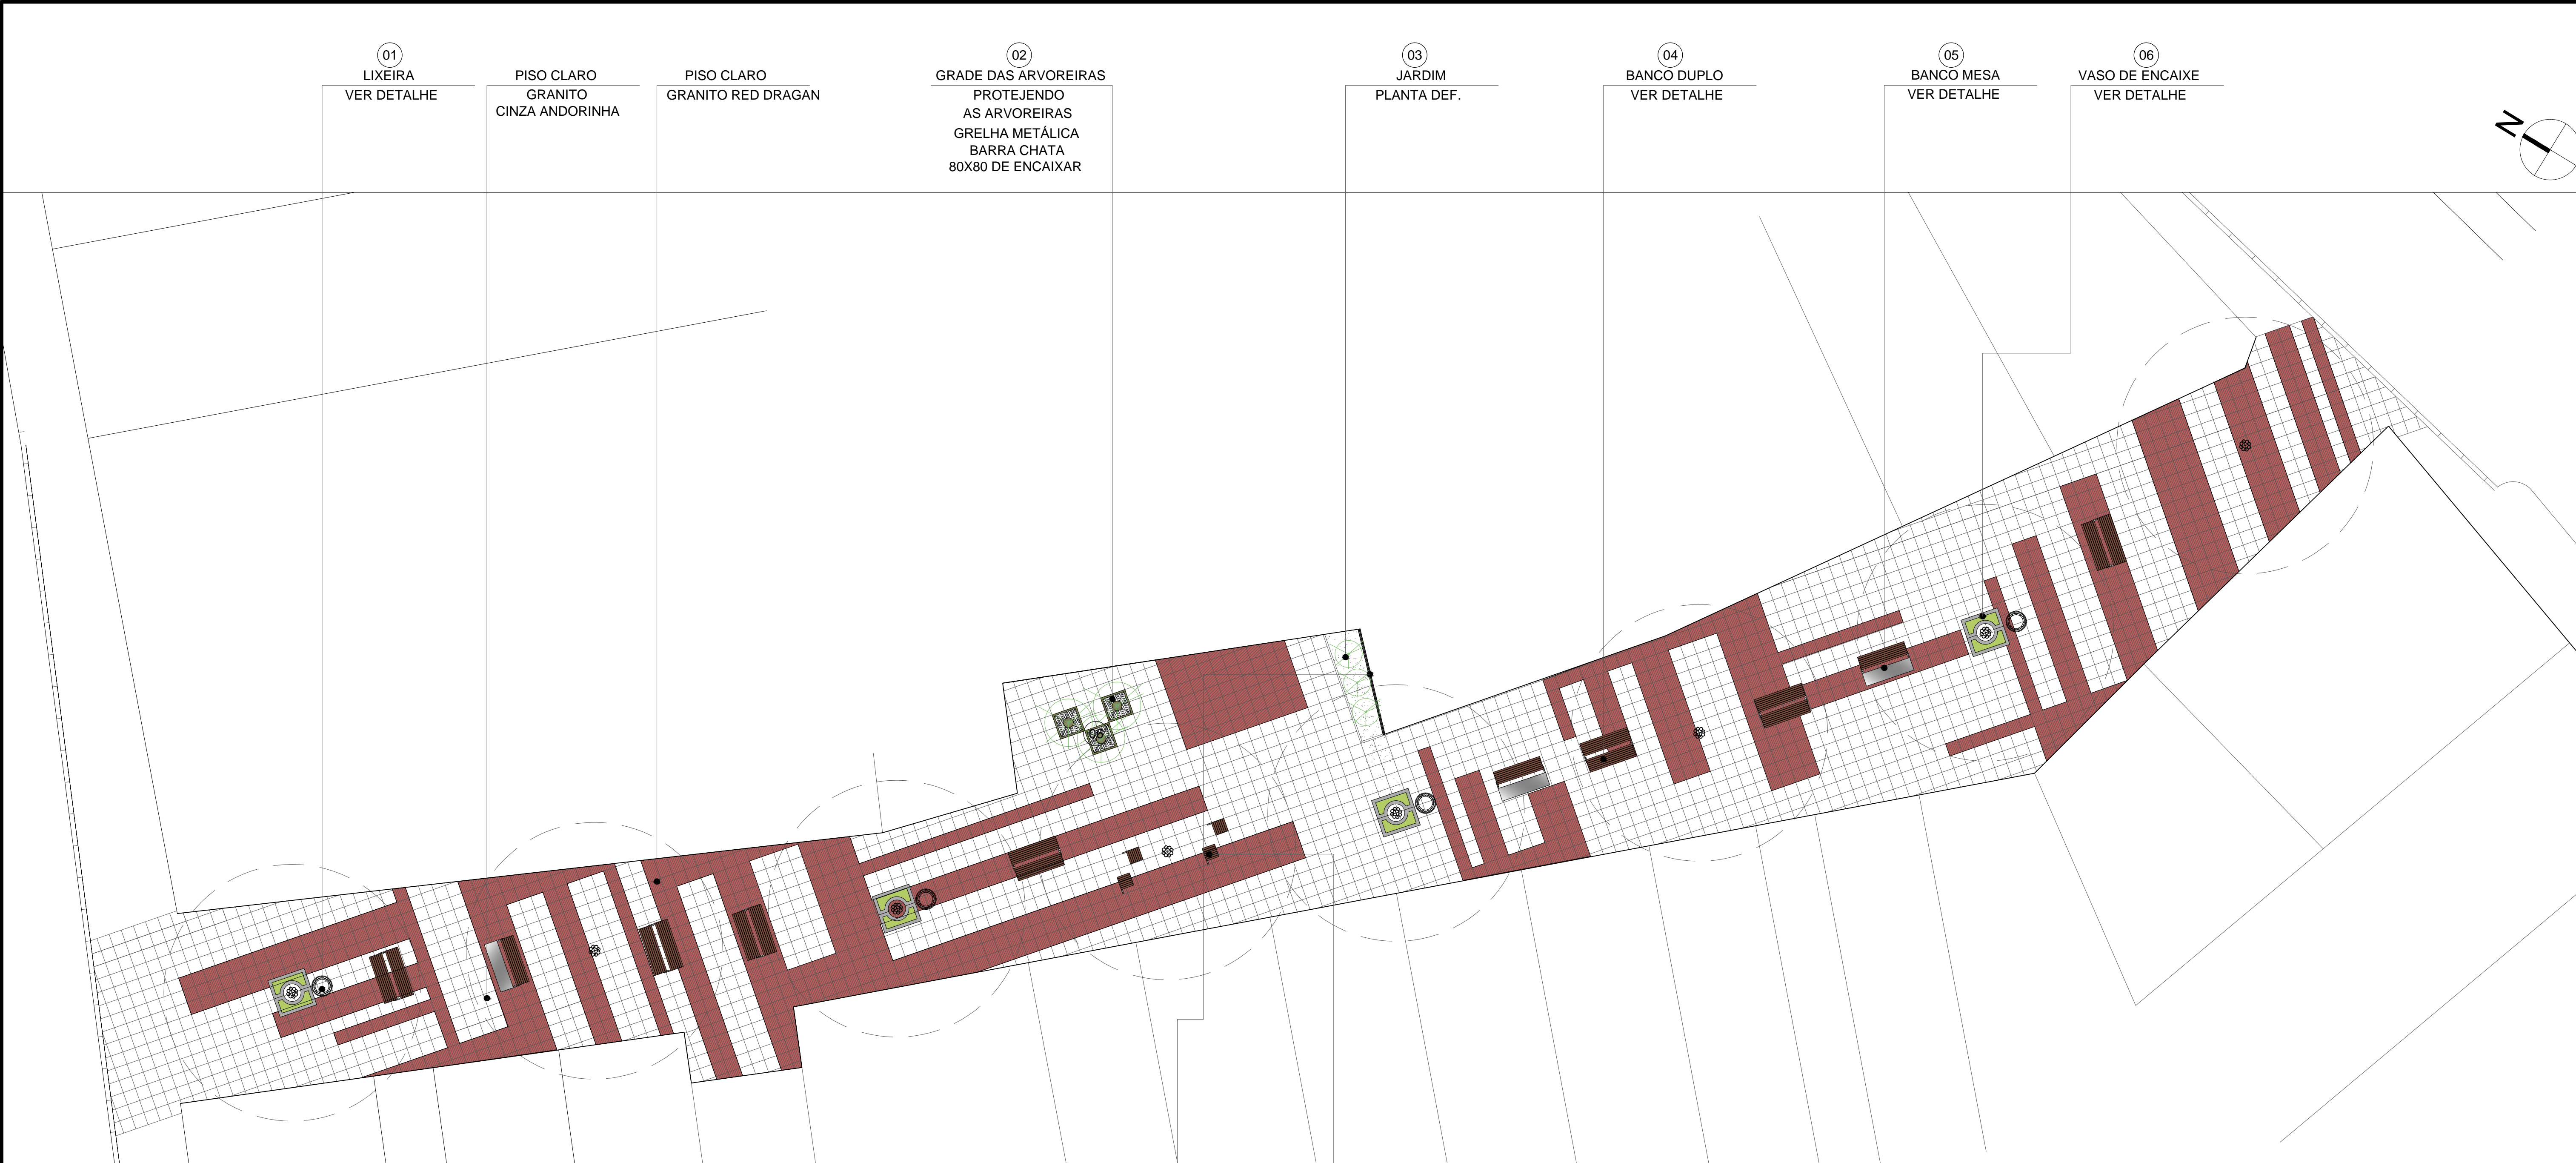 01
LIXEIRA
VER DETALHE
PISO CLARO
GRANITO
CINZA ANDORINHA
PISO CLARO
GRANITO RED DRAGAN
02
GRADE DAS ARVOREIRAS
PROTEJENDO
AS ARVOREIRAS
GRELHA METÁLICA
BARRA CHATA
80X80 DE ENCAIXAR
03
JARDIM
PLANTA DEF.
04
BANCO DUPLO
VER DETALHE
05
BANCO MESA
VER DETALHE
06
VASO DE ENCAIXE
VER DETALHE
N
06